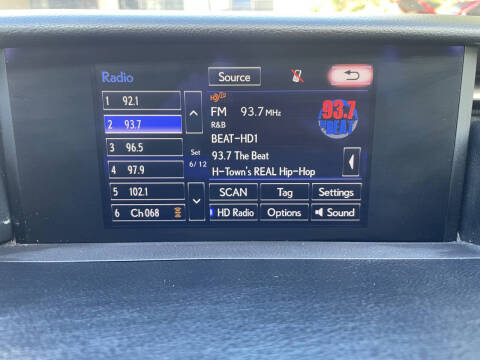 Radio
Source
1 92.1
2 93.7
3 96.5
4 97.9
5 102.1
6 Ch068
Set
6/12
FM 93.7 MHz
R&B
BEAT-HD1
93.7 The Beat
H-Town's REAL Hip-Hop
93.7
BEAT
SCAN
Tag
Settings
HD Radio
Options
Sound